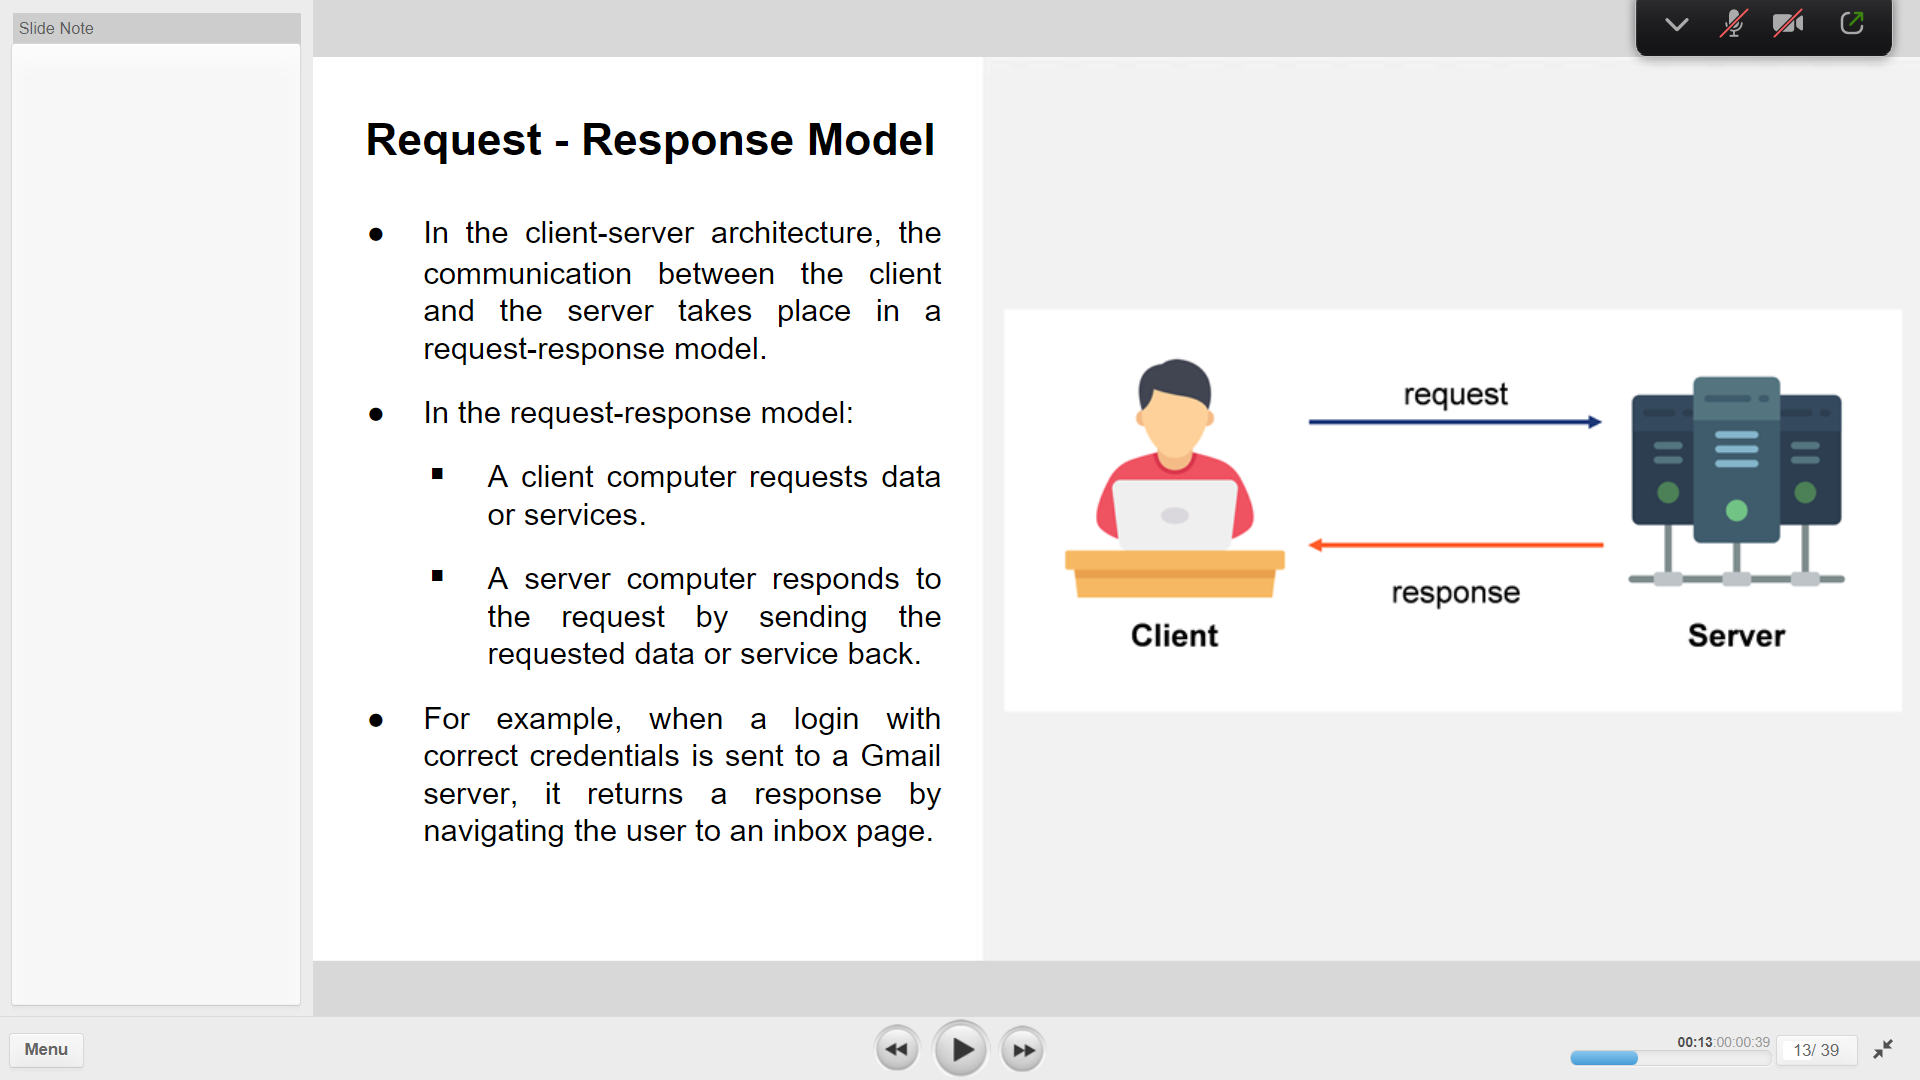 Slide Note
Request - Response Model
● In the client-server architecture, the
communication between the client
and the server takes place in a
request-response model.
● In the request-response model:
▪ A client computer requests data
or services.
▪ A server computer responds to
the request by sending the
requested data or service back.
● For example, when a login with
correct credentials is sent to a Gmail
server, it returns a response by
navigating the user to an inbox page.
request
response
Client
Server
Menu
00:13:00:00:39
13/ 39